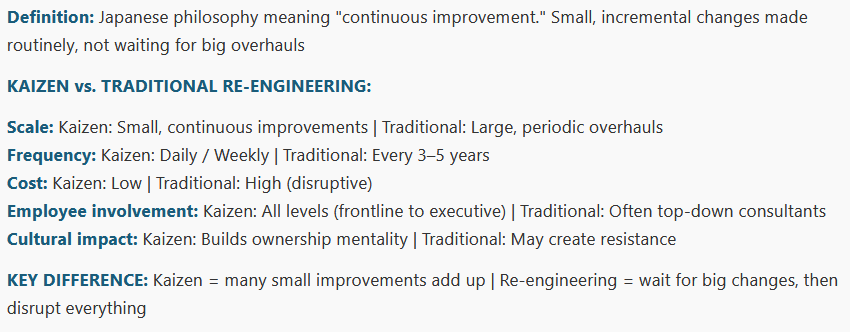 Definition: Japanese philosophy meaning "continuous improvement." Small, incremental changes made
routinely, not waiting for big overhauls
KAIZEN vs. TRADITIONAL RE-ENGINEERING:
Scale: Kaizen: Small, continuous improvements | Traditional: Large, periodic overhauls
Frequency: Kaizen: Daily / Weekly | Traditional: Every 3–5 years
Cost: Kaizen: Low | Traditional: High (disruptive)
Employee involvement: Kaizen: All levels (frontline to executive) | Traditional: Often top-down consultants
Cultural impact: Kaizen: Builds ownership mentality | Traditional: May create resistance
KEY DIFFERENCE: Kaizen = many small improvements add up | Re-engineering = wait for big changes, then
disrupt everything